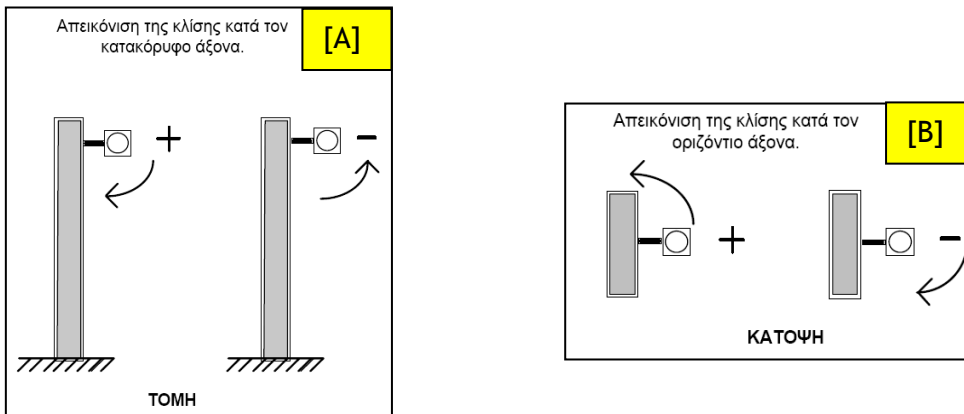 Απεικόνιση της κλίσης κατά τον
κατακόρυφο άξονα.
[A]
+
-
ΤΟΜΗ
Απεικόνιση της κλίσης κατά τον
οριζόντιο άξονα.
[B]
+
-
ΚΑΤΟΨΗ